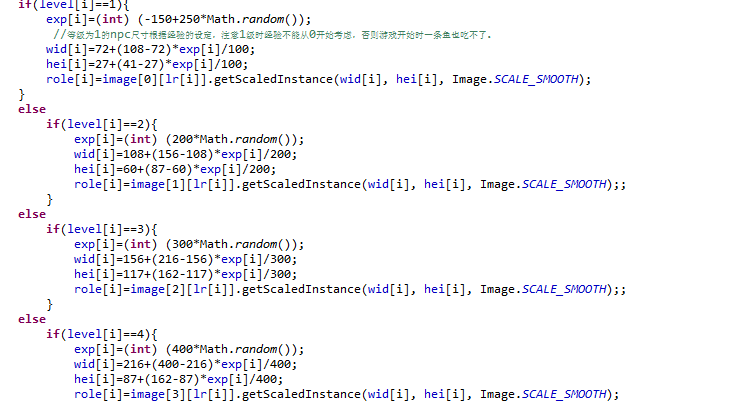 if(level[i]==1){
exp[i]=(int) (-150+250*Math.random());
//等级为1的npc尺寸根据经验的设定，注意1级时经验不能从0开始考虑，否则游戏开始时一条鱼也吃不了。
wid[i]=72+(108-72)*exp[i]/100;
hei[i]=27+(41-27)*exp[i]/100;
role[i]=image[0][lr[i]].getScaledInstance(wid[i], hei[i], Image.SCALE_SMOOTH);
}
else
if(level[i]==2){
exp[i]=(int) (200*Math.random());
wid[i]=108+(156-108)*exp[i]/200;
hei[i]=60+(87-60)*exp[i]/200;
role[i]=image[1][lr[i]].getScaledInstance(wid[i], hei[i], Image.SCALE_SMOOTH);;
}
else
if(level[i]==3){
exp[i]=(int) (300*Math.random());
wid[i]=156+(216-156)*exp[i]/300;
hei[i]=117+(162-117)*exp[i]/300;
role[i]=image[2][lr[i]].getScaledInstance(wid[i], hei[i], Image.SCALE_SMOOTH);;
}
else
if(level[i]==4){
exp[i]=(int) (400*Math.random());
wid[i]=216+(400-216)*exp[i]/400;
hei[i]=87+(162-87)*exp[i]/400;
role[i]=image[3][lr[i]].getScaledInstance(wid[i], hei[i], Image.SCALE_SMOOTH);